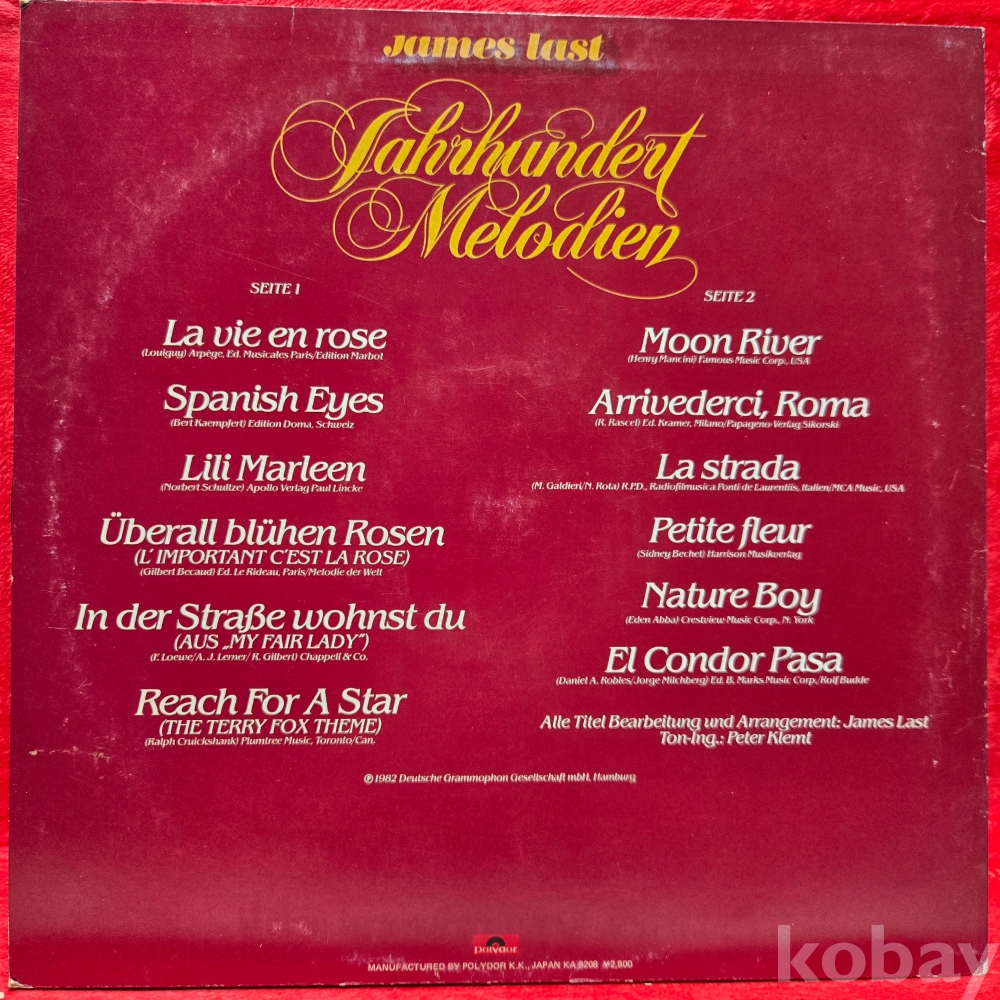 James Last
Jahrhundert
Melodien
SEITE 1
La vie en rose
(Louiguy) Arpège, Ed. Musicales Paris/Edition Marbot
Spanish Eyes
(Bert Kaempfert) Edition Doma, Schweiz
Lili Marleen
(Norbert Schultze) Apollo Verlag Paul Lincke
Überall blühen Rosen
(L'IMPORTANT C'EST LA ROSE)
(Gilbert Becaud) Ed. Le Rideau, Paris/Melodie der Welt
In der Straße wohnst du
(AUS „MY FAIR LADY")
(F. Loewe/A. J. Lerner/ R. Gilbert) Chappell & Co.
Reach For A Star
(THE TERRY FOX THEME)
(Ralph Cruickshank) Plumtree Music, Toronto/Can.
SEITE 2
Moon River
(Henry Mancini) Famous Music Corp., USA
Arrivederci, Roma
(R. Rascel) Ed. Kramer, Milano/Papageno-Verlag Sikorski
La strada
(M. Galdieri/N. Rota) R.P.D., Radiofilmusica Ponti de Laurentiis, Italien/MCA Music, USA
Petite fleur
(Sidney Bechet) Harrison Musikverlag
Nature Boy
(Eden Abba) Crestview Music Corp., N. York
El Condor Pasa
(Daniel A. Robles/Jorge Milchberg) Ed. B. Marks Music Corp./Rolf Budde
Alle Titel Bearbeitung und Arrangement: James Last
Ton-Ing.: Peter Klemt
℗ 1982 Deutsche Grammophon Gesellschaft mbH, Hamburg
polydor
MANUFACTURED BY POLYDOR K.K., JAPAN KA 8208 ¥2,800
kobay